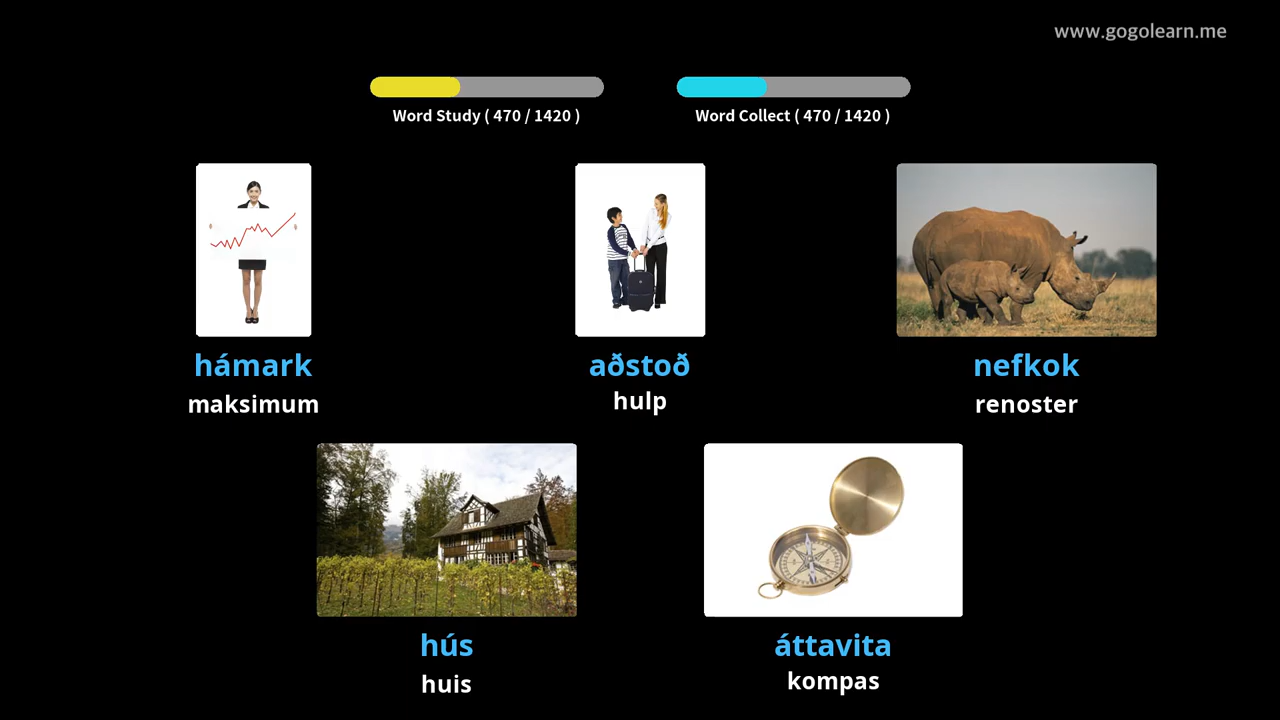 www.gogolearn.me
Word Study ( 470 / 1420 )
Word Collect ( 470 / 1420 )
hámark
maksimum
aðstoð
hulp
nefkok
renoster
hús
huis
áttavita
kompas